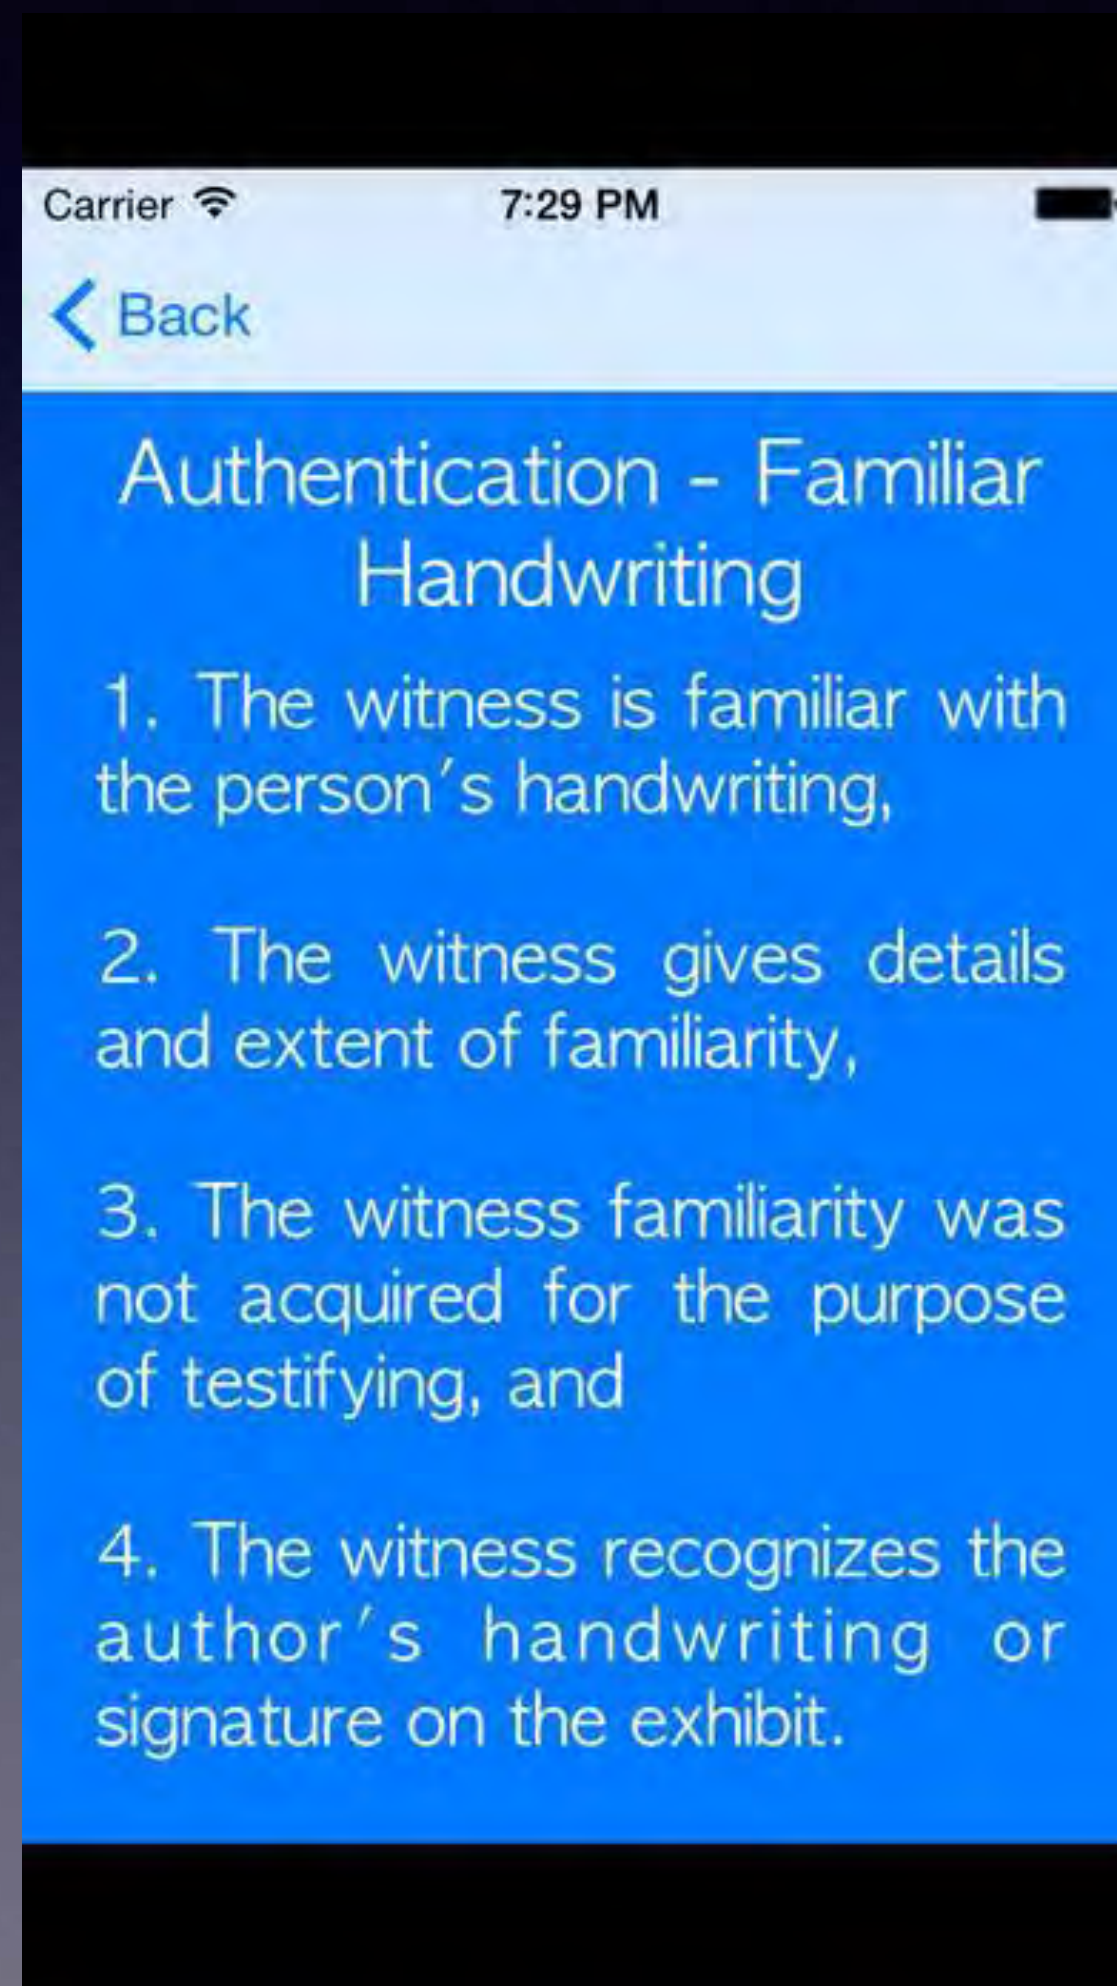 Carrier
7:29 PM
Back
Authentication - Familiar
Handwriting
1. The witness is familiar with
the person's handwriting,
2. The witness gives details
and extent of familiarity,
3. The witness familiarity was
not acquired for the purpose
of testifying, and
4. The witness recognizes the
author's handwriting or
signature on the exhibit.